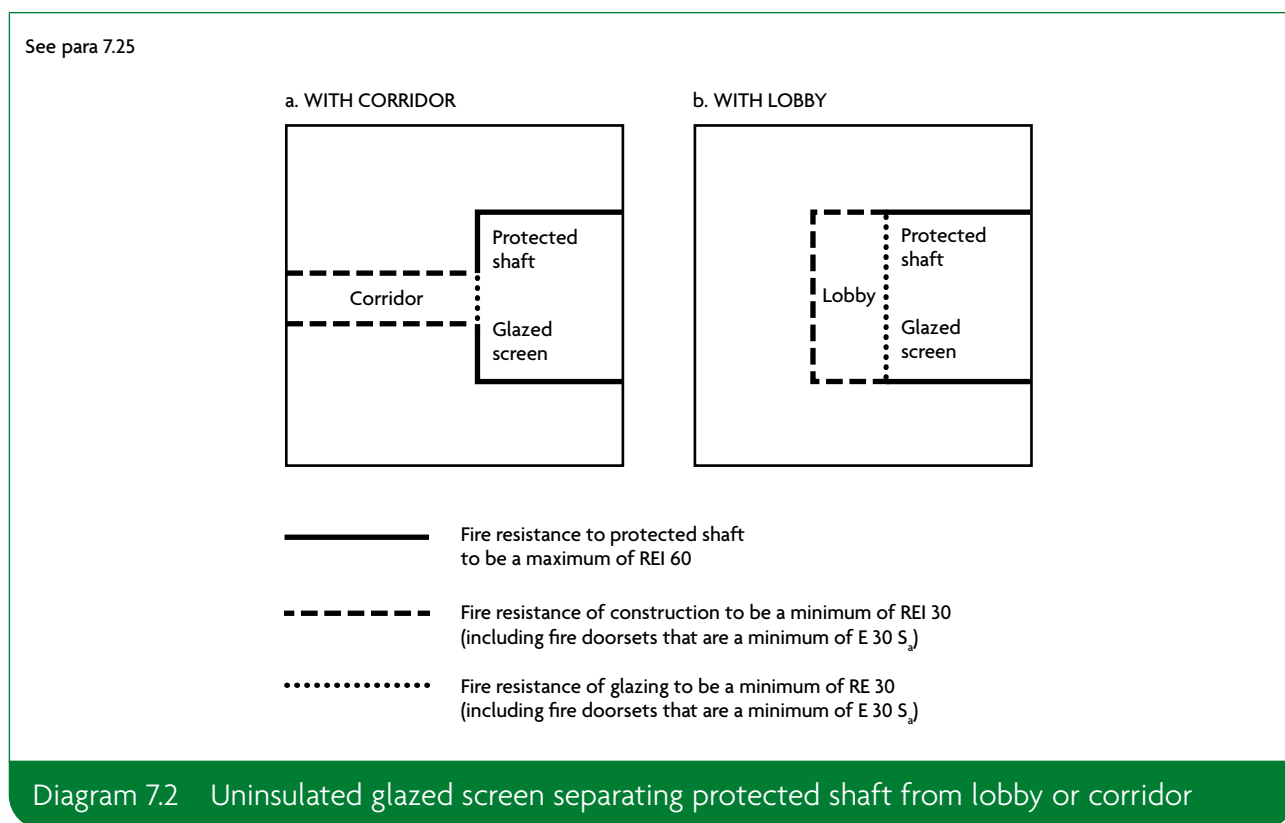 See para 7.25
a. WITH CORRIDOR
b. WITH LOBBY
Protected
shaft
Corridor
Glazed
screen
Protected
shaft
Lobby
Glazed
screen
Fire resistance to protected shaft
to be a maximum of REI 60
Fire resistance of construction to be a minimum of REI 30
(including fire doorsets that are a minimum of E 30 Sa)
Fire resistance of glazing to be a minimum of RE 30
(including fire doorsets that are a minimum of E 30 Sa)
Diagram 7.2 Uninsulated glazed screen separating protected shaft from lobby or corridor